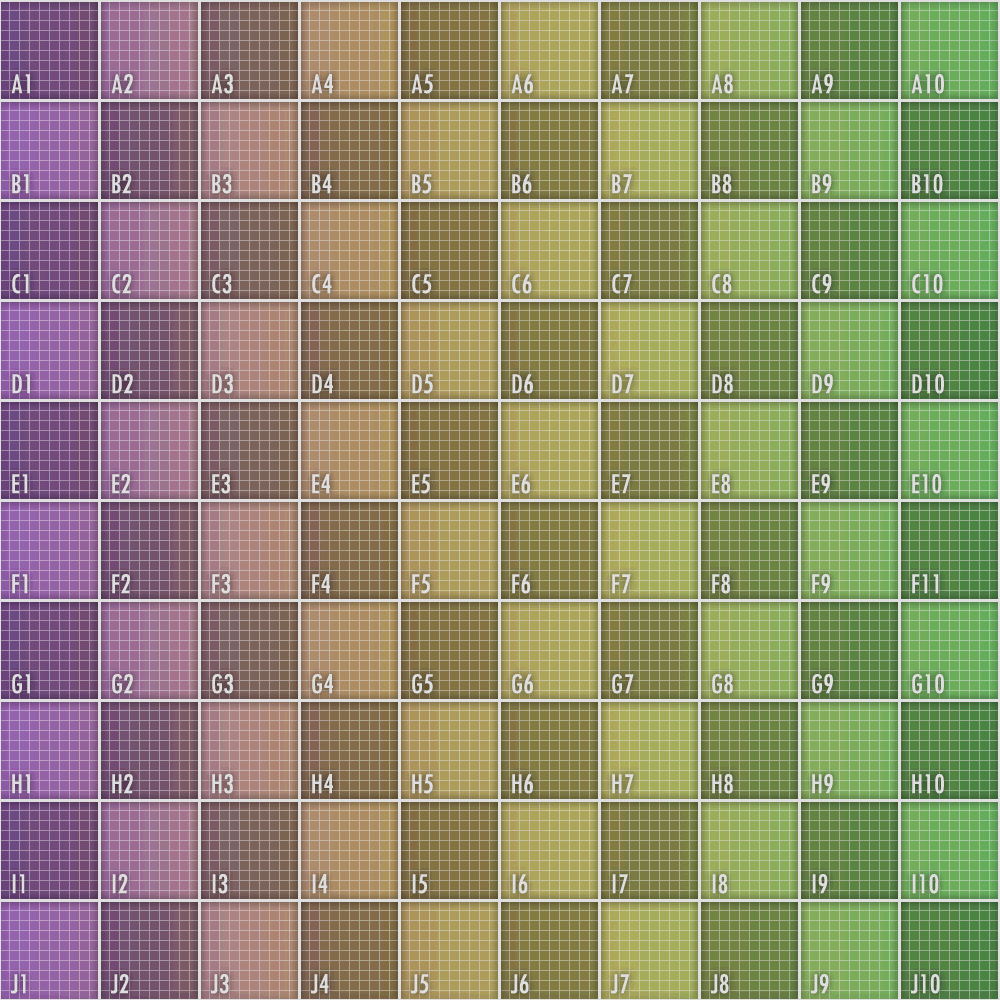 A1 A2 A3 A4 A5 A6 A7 A8 A9 A10
B1 B2 B3 B4 B5 B6 B7 B8 B9 B10
C1 C2 C3 C4 C5 C6 C7 C8 C9 C10
D1 D2 D3 D4 D5 D6 D7 D8 D9 D10
E1 E2 E3 E4 E5 E6 E7 E8 E9 E10
F1 F2 F3 F4 F5 F6 F7 F8 F9 F11
G1 G2 G3 G4 G5 G6 G7 G8 G9 G10
H1 H2 H3 H4 H5 H6 H7 H8 H9 H10
I1 I2 I3 I4 I5 I6 I7 I8 I9 I10
J1 J2 J3 J4 J5 J6 J7 J8 J9 J10